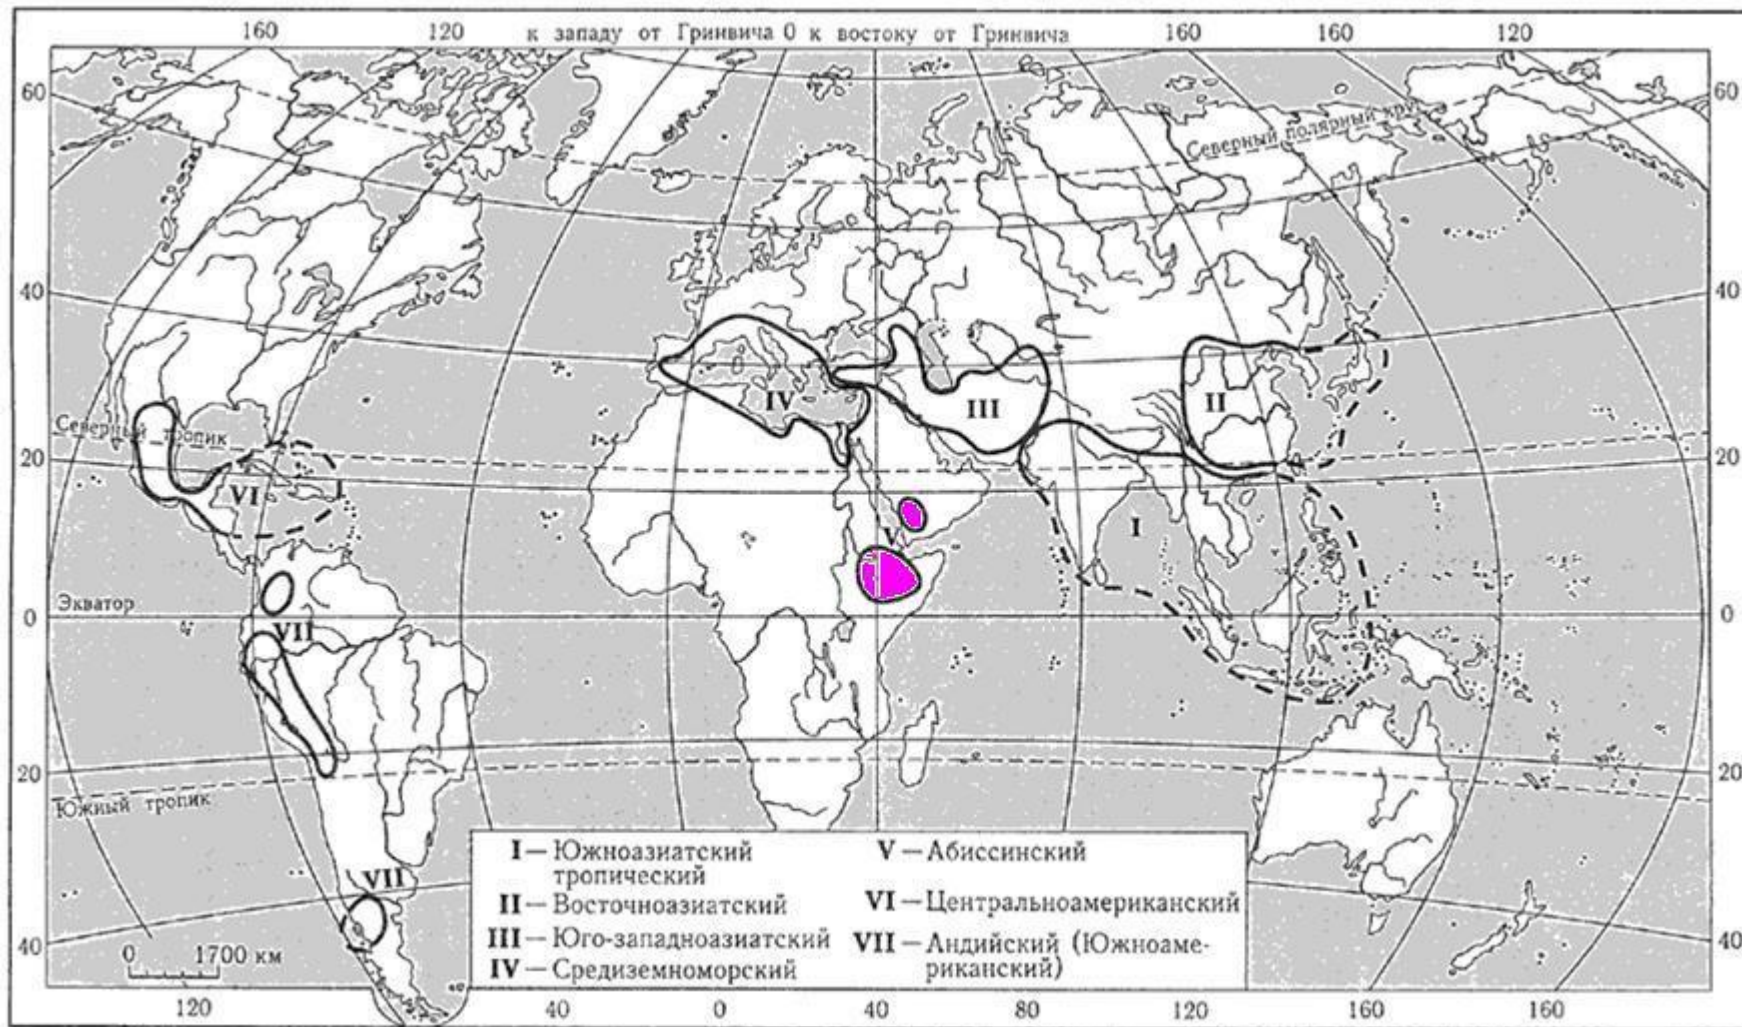 160 120 к западу от Гринвича 0 к востоку от Гринвича 160 160 120
60 60
Северный полярный круг
40 40
Северный тропик
20 20
IV III II
VI I
V
Экватор
0 0
VII
20 20
Южный тропик
VII
I — Южноазиатский
тропический
II — Восточноазиатский
III — Юго-западноазиатский
IV — Средиземноморский
V — Абиссинский
VI — Центральноамериканский
VII — Андийский (Южноаме-
риканский)
0 1700 км
40 40
120 40 0 40 80 120 160 160